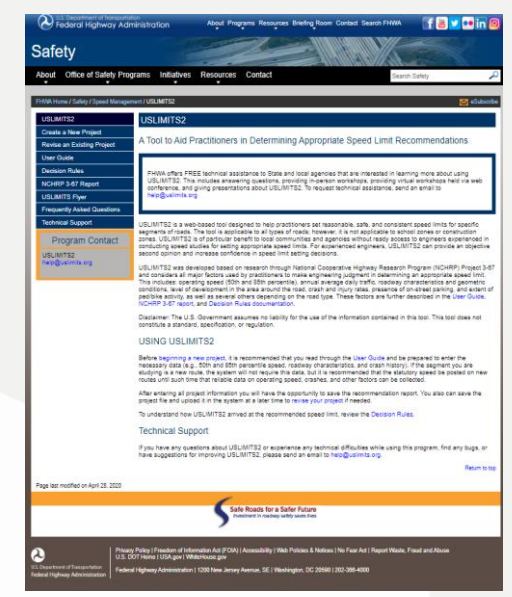 U.S. Department of Transportation
Federal Highway Administration
About Programs Resources Briefing Room Contact Search FHWA
Safety
About Office of Safety Programs Initiatives Resources Contact
Search Safety
FHWA Home / Safety / Speed Management / USLIMITS2
eSubscribe
USLIMITS2
Create a New Project
Revise an Existing Project
User Guide
Decision Rules
NCHRP 3-67 Report
USLIMITS Flyer
Frequently Asked Questions
Technical Support
Program Contact
USLIMITS2
help@uslimits.org
USLIMITS2
A Tool to Aid Practitioners in Determining Appropriate Speed Limit Recommendations
FHWA offers FREE technical assistance to State and local agencies that are interested in learning more about using
USLIMITS2. This includes answering questions, providing in-person workshops, providing virtual workshops held via web
conference, and giving presentations about USLIMITS2. To request technical assistance, send an email to
help@uslimits.org
USLIMITS2 is a web-based tool designed to help practitioners set reasonable, safe, and consistent speed limits for specific
segments of roads. The tool is applicable to all types of roads; however, it is not applicable to school zones or construction
zones. USLIMITS2 is of particular benefit to local communities and agencies without ready access to engineers experienced in
conducting speed studies for setting appropriate speed limits. For experienced engineers, USLIMITS2 can provide an objective
second opinion and increase confidence in speed limit setting decisions.
USLIMITS2 was developed based on research through National Cooperative Highway Research Program (NCHRP) Project 3-67
and considers all major factors used by practitioners to make engineering judgment in determining an appropriate speed limit.
This includes: operating speed (50th and 85th percentile), annual average daily traffic, roadway characteristics and geometric
conditions, level of development in the area around the road, crash and injury rates, presence of on-street parking, and extent of
ped/bike activity, as well as several others depending on the road type. These factors are further described in the User Guide,
NCHRP 3-67 report, and Decision Rules documentation.
Disclaimer: The U.S. Government assumes no liability for the use of the information contained in this tool. This tool does not
constitute a standard, specification, or regulation.
USING USLIMITS2
Before beginning a new project, it is recommended that you read through the User Guide and be prepared to enter the
necessary data (e.g., 50th and 85th percentile speed, roadway characteristics, and crash history). If the segment you are
studying is a new route, the system will not require this data, but it is recommended that the statutory speed be posted on new
routes until such time that reliable data on operating speed, crashes, and other factors can be collected.
After entering all project information you will have the opportunity to save the recommendation report. You can also save the
project file and upload it in the system at a later time to revise your project if needed.
To understand how USLIMITS2 arrived at the recommended speed limit, review the Decision Rules.
Technical Support
If you have any questions about USLIMITS2 or experience any technical difficulties while using this program, find any bugs, or
have suggestions for improving USLIMITS2, please send an email to help@uslimits.org
Return to top
Page last modified on April 28, 2020
Safe Roads for a Safer Future
Investment in roadway safety saves lives
U.S. Department of Transportation
Federal Highway Administration
Privacy Policy | Freedom of Information Act (FOIA) | Accessibility | Web Policies & Notices | No Fear Act | Report Waste, Fraud and Abuse
U.S. DOT Home | USA.gov | WhiteHouse.gov
Federal Highway Administration | 1200 New Jersey Avenue, SE | Washington, DC 20590 | 202-366-4000